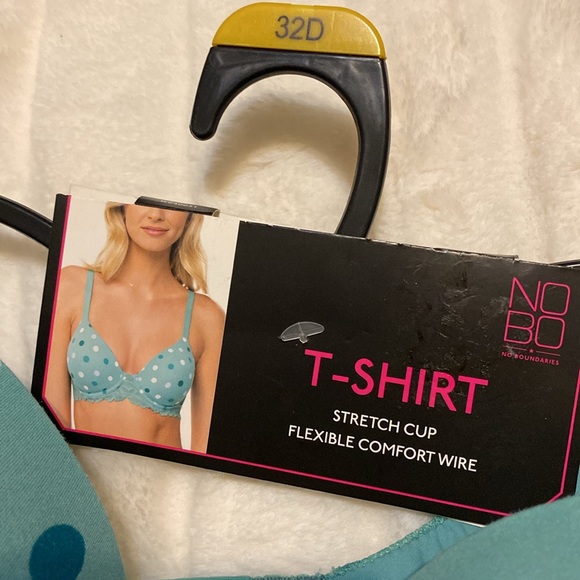 32D
NO
BO
NO BOUNDARIES
T-SHIRT
STRETCH CUP
FLEXIBLE COMFORT WIRE